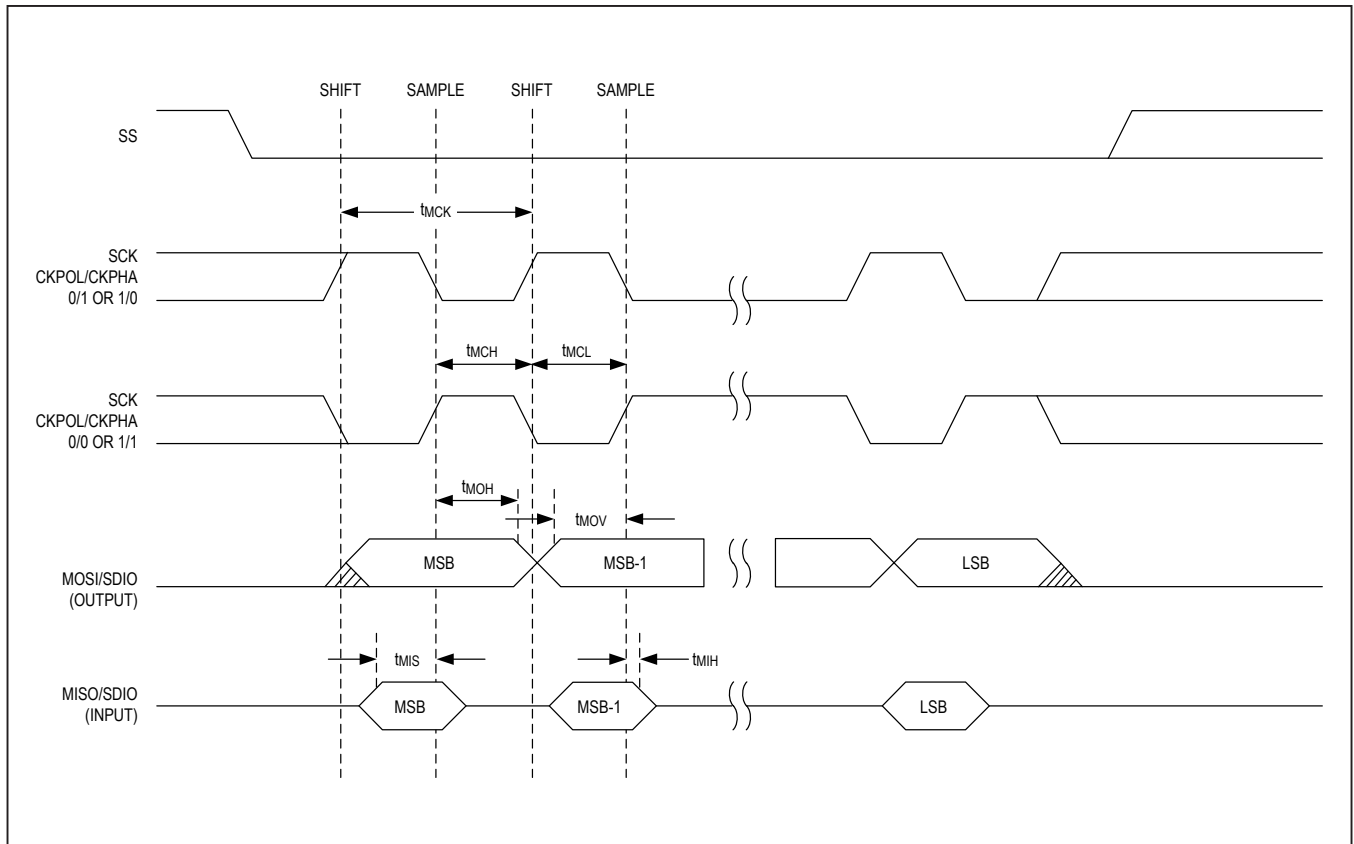 SHIFT SAMPLE SHIFT SAMPLE
SS
tMCK
SCK
CKPOL/CKPHA
0/1 OR 1/0
tMCH tMCL
SCK
CKPOL/CKPHA
0/0 OR 1/1
tMOH
tMOV
MSB MSB-1 LSB
MOSI/SDIO
(OUTPUT)
tMIS tMIH
MISO/SDIO
(INPUT)
MSB MSB-1 LSB